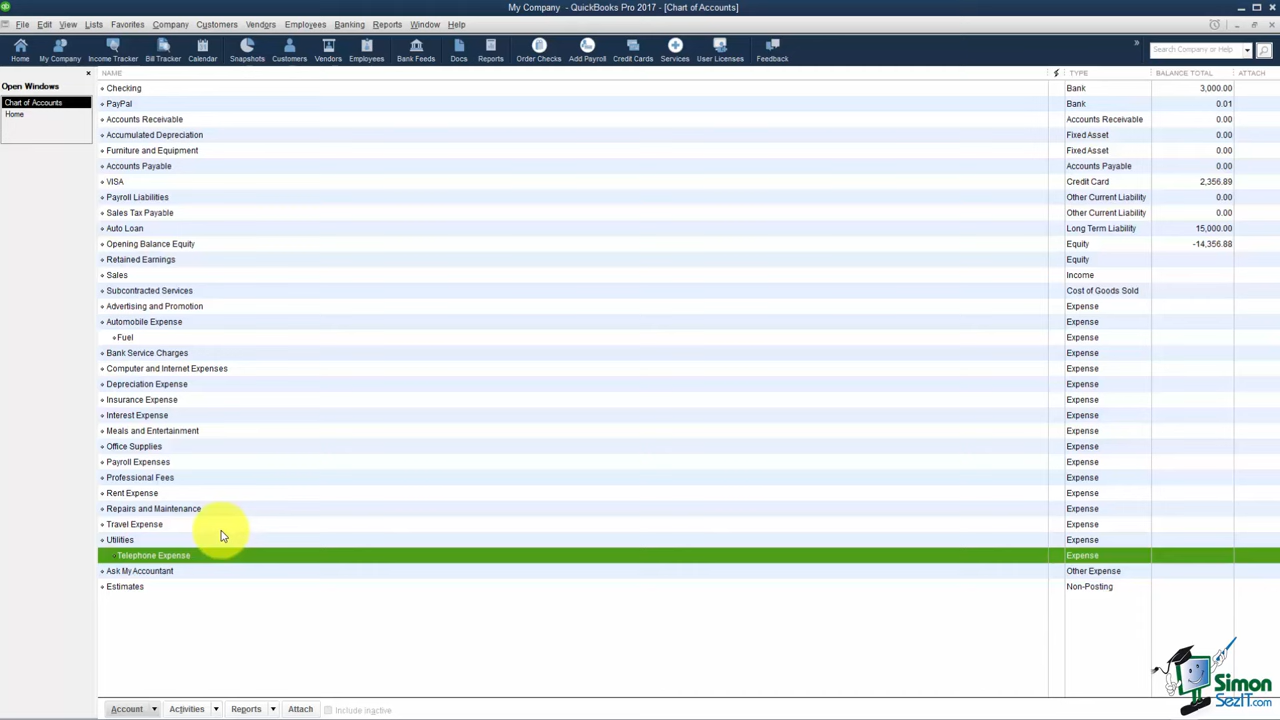 My Company - QuickBooks Pro 2017 - [Chart of Accounts]
File Edit View Lists Favorites Company Customers Vendors Employees Banking Reports Window Help
Home My Company Income Tracker Bill Tracker Calendar Snapshots Customers Vendors Employees Bank Feeds Docs Reports Order Checks Add Payroll Credit Cards Services User Licenses Feedback
Search Company or Help
Open Windows
Chart of Accounts
Home
NAME TYPE BALANCE TOTAL ATTACH
Checking Bank 3,000.00
PayPal Bank 0.01
Accounts Receivable Accounts Receivable 0.00
Accumulated Depreciation Fixed Asset 0.00
Furniture and Equipment Fixed Asset 0.00
Accounts Payable Accounts Payable 0.00
VISA Credit Card 2,356.89
Payroll Liabilities Other Current Liability 0.00
Sales Tax Payable Other Current Liability 0.00
Auto Loan Long Term Liability 15,000.00
Opening Balance Equity Equity -14,356.88
Retained Earnings Equity
Sales Income
Subcontracted Services Cost of Goods Sold
Advertising and Promotion Expense
Automobile Expense Expense
Fuel Expense
Bank Service Charges Expense
Computer and Internet Expenses Expense
Depreciation Expense Expense
Insurance Expense Expense
Interest Expense Expense
Meals and Entertainment Expense
Office Supplies Expense
Payroll Expenses Expense
Professional Fees Expense
Rent Expense Expense
Repairs and Maintenance Expense
Travel Expense Expense
Utilities Expense
Telephone Expense Expense
Ask My Accountant Other Expense
Estimates Non-Posting
Account Activities Reports Attach Include inactive
Simon
SezIT.com